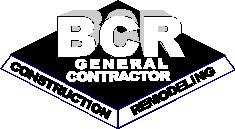 BCR
GENERAL
CONTRACTOR
CONSTRUCTION
REMODELING